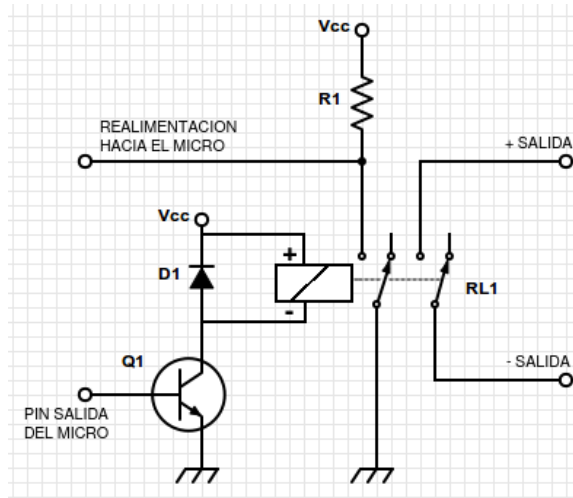 Vcc
R1
REALIMENTACION
HACIA EL MICRO
+ SALIDA
Vcc
D1
+
-
RL1
Q1
- SALIDA
PIN SALIDA
DEL MICRO